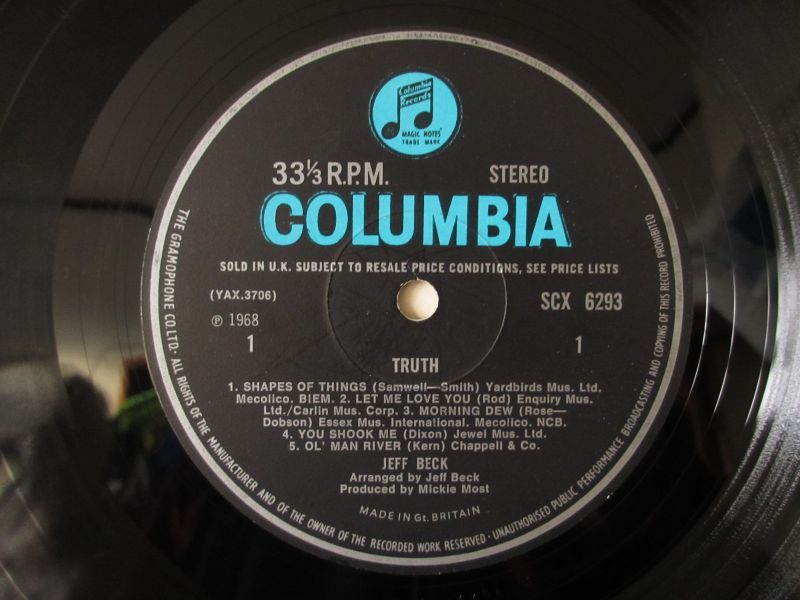 Columbia
Records
MAGIC NOTES
TRADE MARK
33⅓ R.P.M.
STEREO
COLUMBIA
SOLD IN U.K. SUBJECT TO RESALE PRICE CONDITIONS, SEE PRICE LISTS
(YAX.3706)
SCX 6293
℗ 1968
1
1
TRUTH
1. SHAPES OF THINGS (Samwell—Smith) Yardbirds Mus. Ltd.
Mecolico. BIEM. 2. LET ME LOVE YOU (Rod) Enquiry Mus.
Ltd./Carlin Mus. Corp. 3. MORNING DEW (Rose—
Dobson) Essex Mus. International. Mecolico. NCB.
4. YOU SHOOK ME (Dixon) Jewel Mus. Ltd.
5. OL' MAN RIVER (Kern) Chappell & Co.
JEFF BECK
Arranged by Jeff Beck
Produced by Mickie Most
MADE IN Gt. BRITAIN
THE GRAMOPHONE CO. LTD. · ALL RIGHTS OF THE MANUFACTURER AND OF THE OWNER OF THE RECORDED WORK RESERVED · UNAUTHORISED PUBLIC PERFORMANCE BROADCASTING AND COPYING OF THIS RECORD PROHIBITED